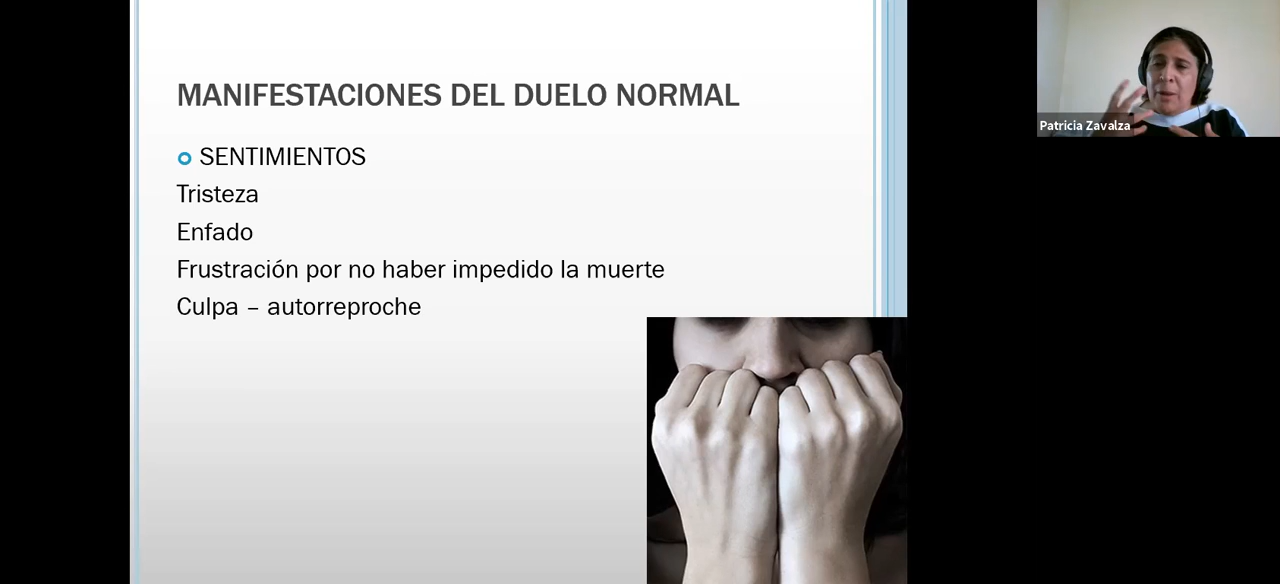 MANIFESTACIONES DEL DUELO NORMAL
SENTIMIENTOS
Tristeza
Enfado
Frustración por no haber impedido la muerte
Culpa – autorreproche
Patricia Zavalza